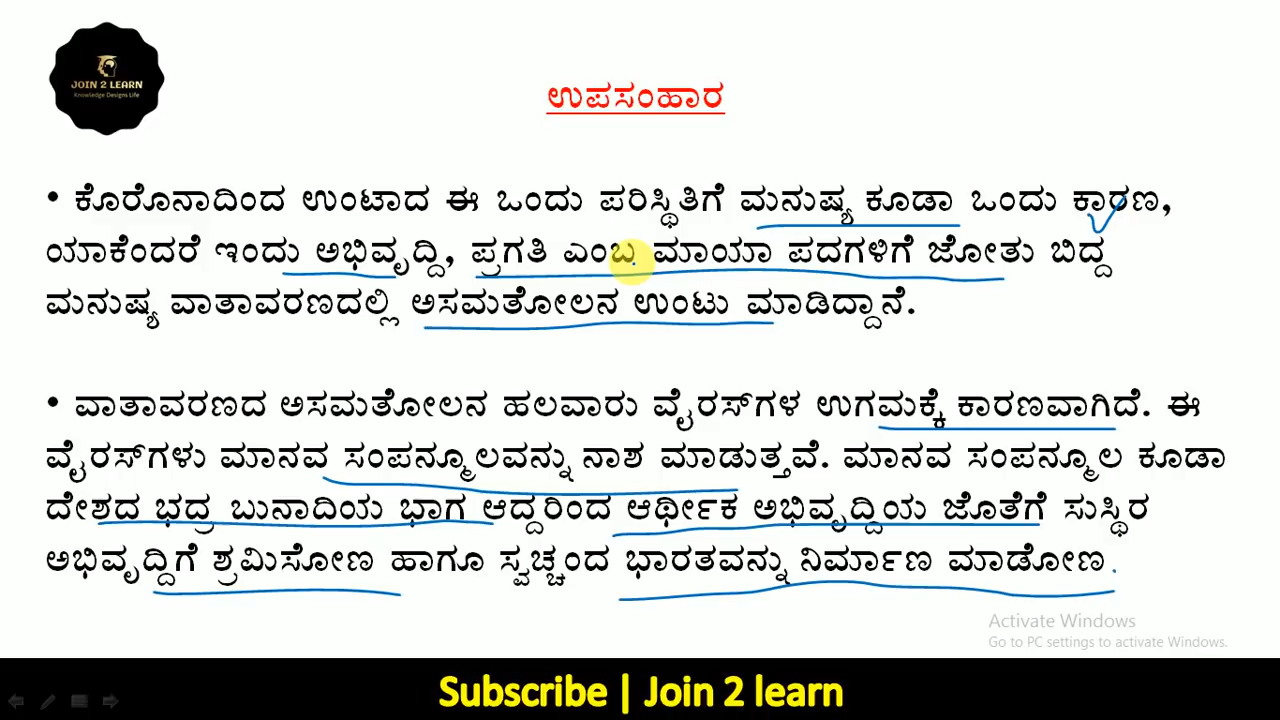 JOIN 2 LEARN
Knowledge Designs Life
ಉಪಸಂಹಾರ
• ಕೊರೊನಾದಿಂದ ಉಂಟಾದ ಈ ಒಂದು ಪರಿಸ್ಥಿತಿಗೆ ಮನುಷ್ಯ ಕೂಡಾ ಒಂದು ಕಾರಣ,
ಯಾಕೆಂದರೆ ಇಂದು ಅಭಿವೃದ್ದಿ, ಪ್ರಗತಿ ಎಂಬ ಮಾಯಾ ಪದಗಳಿಗೆ ಜೋತು ಬಿದ್ದ
ಮನುಷ್ಯ ವಾತಾವರಣದಲ್ಲಿ ಅಸಮತೋಲನ ಉಂಟು ಮಾಡಿದ್ದಾನೆ.
• ವಾತಾವರಣದ ಅಸಮತೋಲನ ಹಲವಾರು ವೈರಸ್‌ಗಳ ಉಗಮಕ್ಕೆ ಕಾರಣವಾಗಿದೆ. ಈ
ವೈರಸ್‌ಗಳು ಮಾನವ ಸಂಪನ್ಮೂಲವನ್ನು ನಾಶ ಮಾಡುತ್ತವೆ. ಮಾನವ ಸಂಪನ್ಮೂಲ ಕೂಡಾ
ದೇಶದ ಭದ್ರ ಬುನಾದಿಯ ಭಾಗ ಆದ್ದರಿಂದ ಆರ್ಥೀಕ ಅಭಿವೃದ್ದಿಯ ಜೊತೆಗೆ ಸುಸ್ಥಿರ
ಅಭಿವೃದ್ದಿಗೆ ಶ್ರಮಿಸೋಣ ಹಾಗೂ ಸ್ವಚ್ಚಂದ ಭಾರತವನ್ನು ನಿರ್ಮಾಣ ಮಾಡೋಣ.
Activate Windows
Go to PC settings to activate Windows.
Subscribe | Join 2 learn